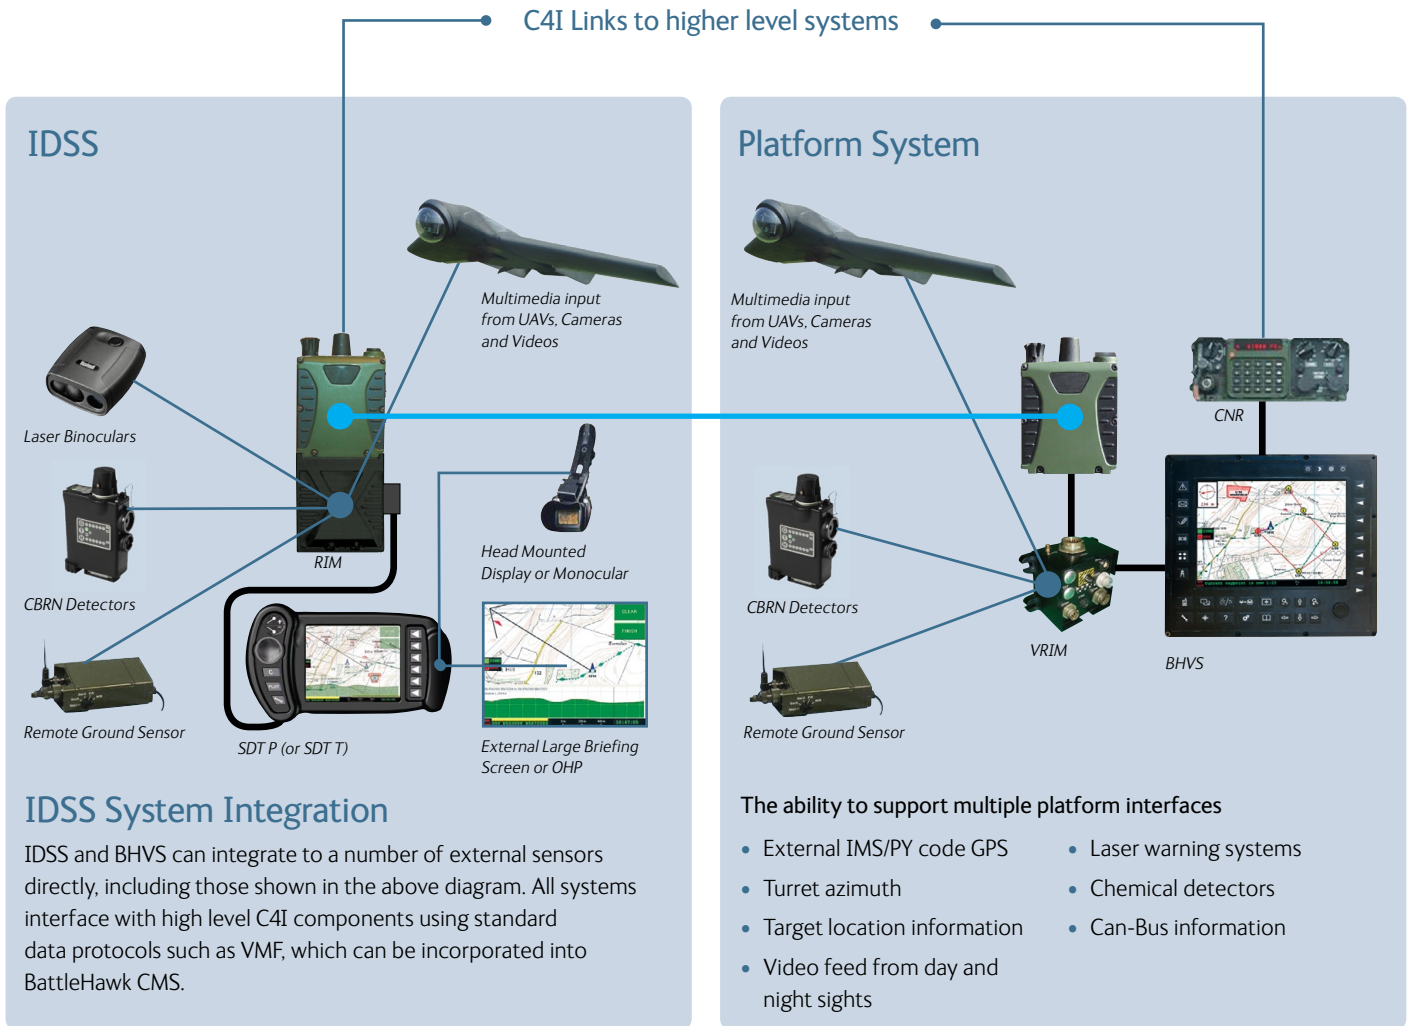 C4I Links to higher level systems
IDSS
Multimedia input
from UAVs, Cameras
and Videos
Laser Binoculars
CBRN Detectors
RIM
Head Mounted
Display or Monocular
CLEAR
FINISH
Remote Ground Sensor
SDT P (or SDT T)
External Large Briefing
Screen or OHP
IDSS System Integration
IDSS and BHVS can integrate to a number of external sensors
directly, including those shown in the above diagram. All systems
interface with high level C4I components using standard
data protocols such as VMF, which can be incorporated into
BattleHawk CMS.
Platform System
Multimedia input
from UAVs, Cameras
and Videos
CNR
CBRN Detectors
VRIM
BHVS
Remote Ground Sensor
The ability to support multiple platform interfaces
• External IMS/PY code GPS
• Turret azimuth
• Target location information
• Video feed from day and
night sights
• Laser warning systems
• Chemical detectors
• Can-Bus information